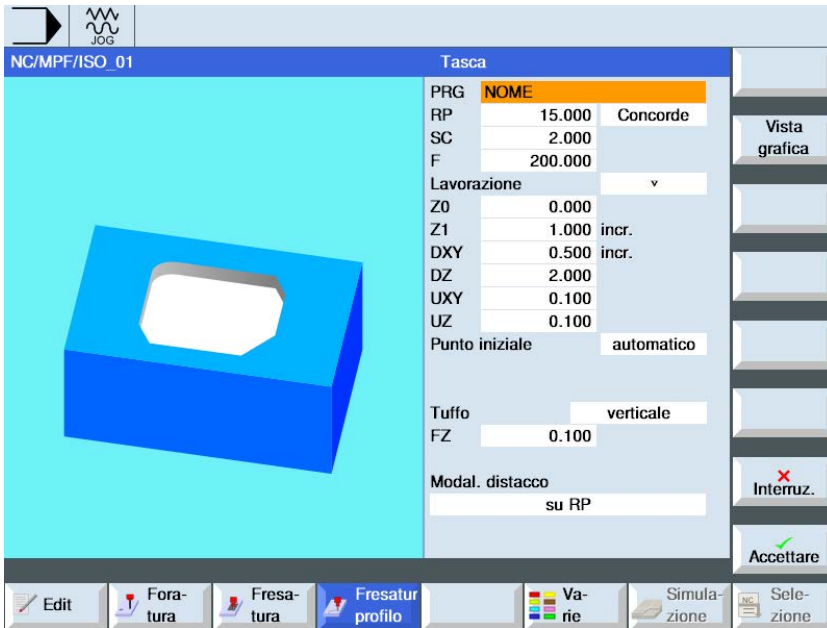 JOG
NC/MPF/ISO_01
Tasca
PRG NOME
RP 15.000 Concorde
SC 2.000
F 200.000
Lavorazione v
Z0 0.000
Z1 1.000 incr.
DXY 0.500 incr.
DZ 2.000
UXY 0.100
UZ 0.100
Punto iniziale automatico
Tuffo verticale
FZ 0.100
Modal. distacco
su RP
Vista
grafica
Interruz.
Accettare
Edit
Fora-
tura
Fresa-
tura
Fresatur
profilo
Va-
rie
Simula-
zione
NC
Sele-
zione